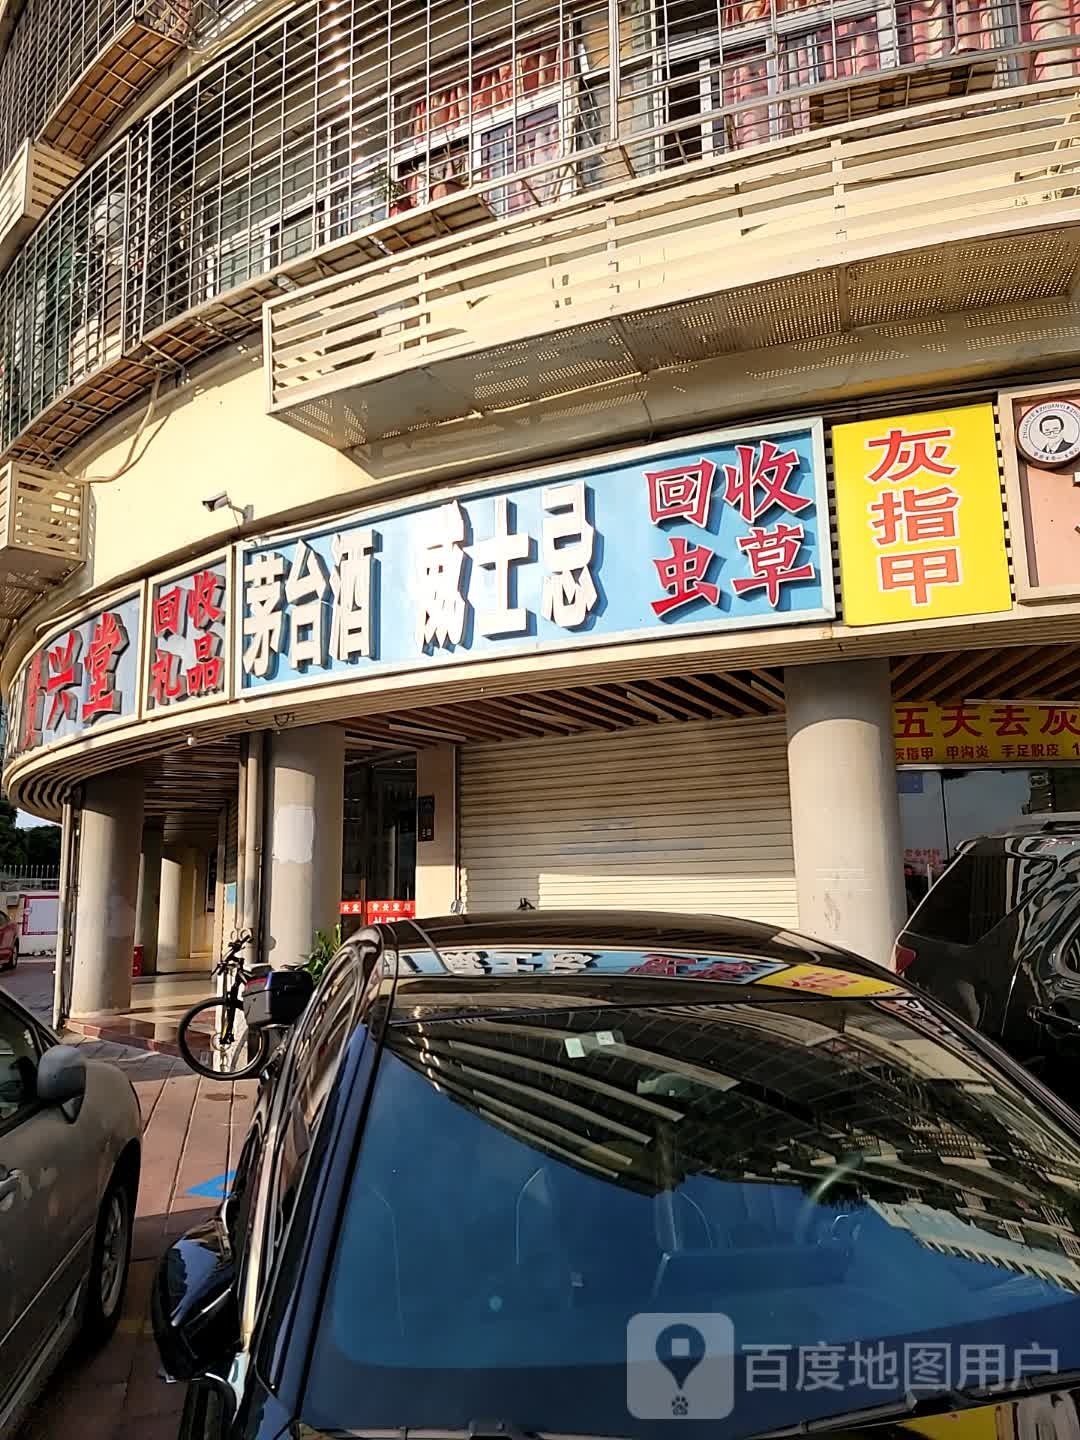 兴堂
回收
礼品
茅台酒 威士忌
回收
虫草
灰指甲
五天去灰
灰指甲 甲沟炎 手足脱皮
百度地图用户